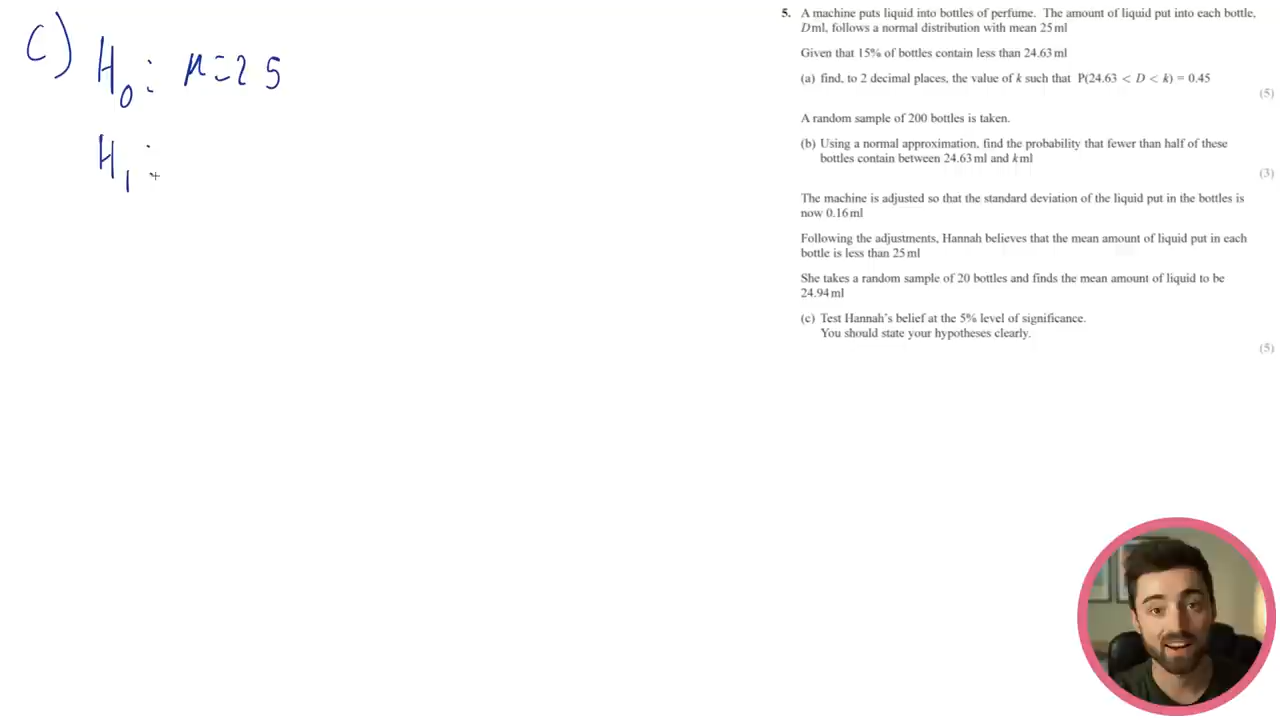 C) H₀: μ=25
H₁:
5. A machine puts liquid into bottles of perfume. The amount of liquid put into each bottle,
D ml, follows a normal distribution with mean 25 ml
Given that 15% of bottles contain less than 24.63 ml
(a) find, to 2 decimal places, the value of k such that P(24.63 < D < k) = 0.45
(5)
A random sample of 200 bottles is taken.
(b) Using a normal approximation, find the probability that fewer than half of these
bottles contain between 24.63 ml and k ml
(3)
The machine is adjusted so that the standard deviation of the liquid put in the bottles is
now 0.16 ml
Following the adjustments, Hannah believes that the mean amount of liquid put in each
bottle is less than 25 ml
She takes a random sample of 20 bottles and finds the mean amount of liquid to be
24.94 ml
(c) Test Hannah's belief at the 5% level of significance.
You should state your hypotheses clearly.
(5)